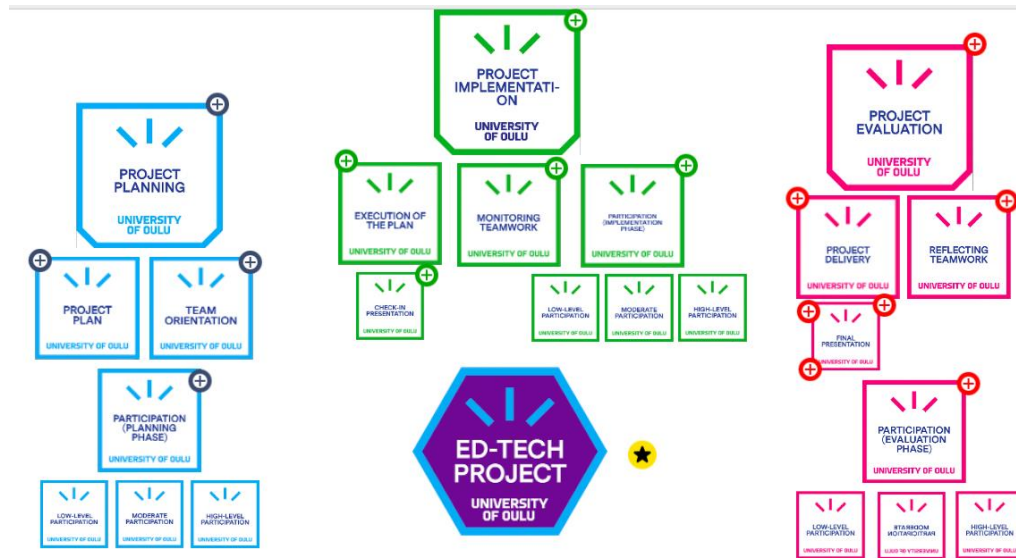 PROJECT
PLANNING
UNIVERSITY
OF OULU
PROJECT
PLAN
UNIVERSITY OF OULU
TEAM
ORIENTATION
UNIVERSITY OF OULU
PARTICIPATION
(PLANNING
PHASE)
UNIVERSITY OF OULU
LOW-LEVEL
PARTICIPATION
UNIVERSITY OF OULU
MODERATE
PARTICIPATION
UNIVERSITY OF OULU
HIGH-LEVEL
PARTICIPATION
UNIVERSITY OF OULU
PROJECT
IMPLEMENTATI-
ON
UNIVERSITY
OF OULU
EXECUTION OF
THE PLAN
UNIVERSITY OF OULU
MONITORING
TEAMWORK
UNIVERSITY OF OULU
PARTICIPATION
(IMPLEMENTATION
PHASE)
UNIVERSITY OF OULU
CHECK-IN
PRESENTATION
UNIVERSITY OF OULU
LOW-LEVEL
PARTICIPATION
UNIVERSITY OF OULU
MODERATE
PARTICIPATION
UNIVERSITY OF OULU
HIGH-LEVEL
PARTICIPATION
UNIVERSITY OF OULU
ED-TECH
PROJECT
UNIVERSITY
OF OULU
PROJECT
EVALUATION
UNIVERSITY
OF OULU
PROJECT
DELIVERY
UNIVERSITY OF OULU
REFLECTING
TEAMWORK
UNIVERSITY OF OULU
FINAL
PRESENTATION
UNIVERSITY OF OULU
PARTICIPATION
(EVALUATION
PHASE)
UNIVERSITY OF OULU
LOW-LEVEL
PARTICIPATION
UNIVERSITY OF OULU
MODERATE
PARTICIPATION
UNIVERSITY OF OULU
HIGH-LEVEL
PARTICIPATION
UNIVERSITY OF OULU